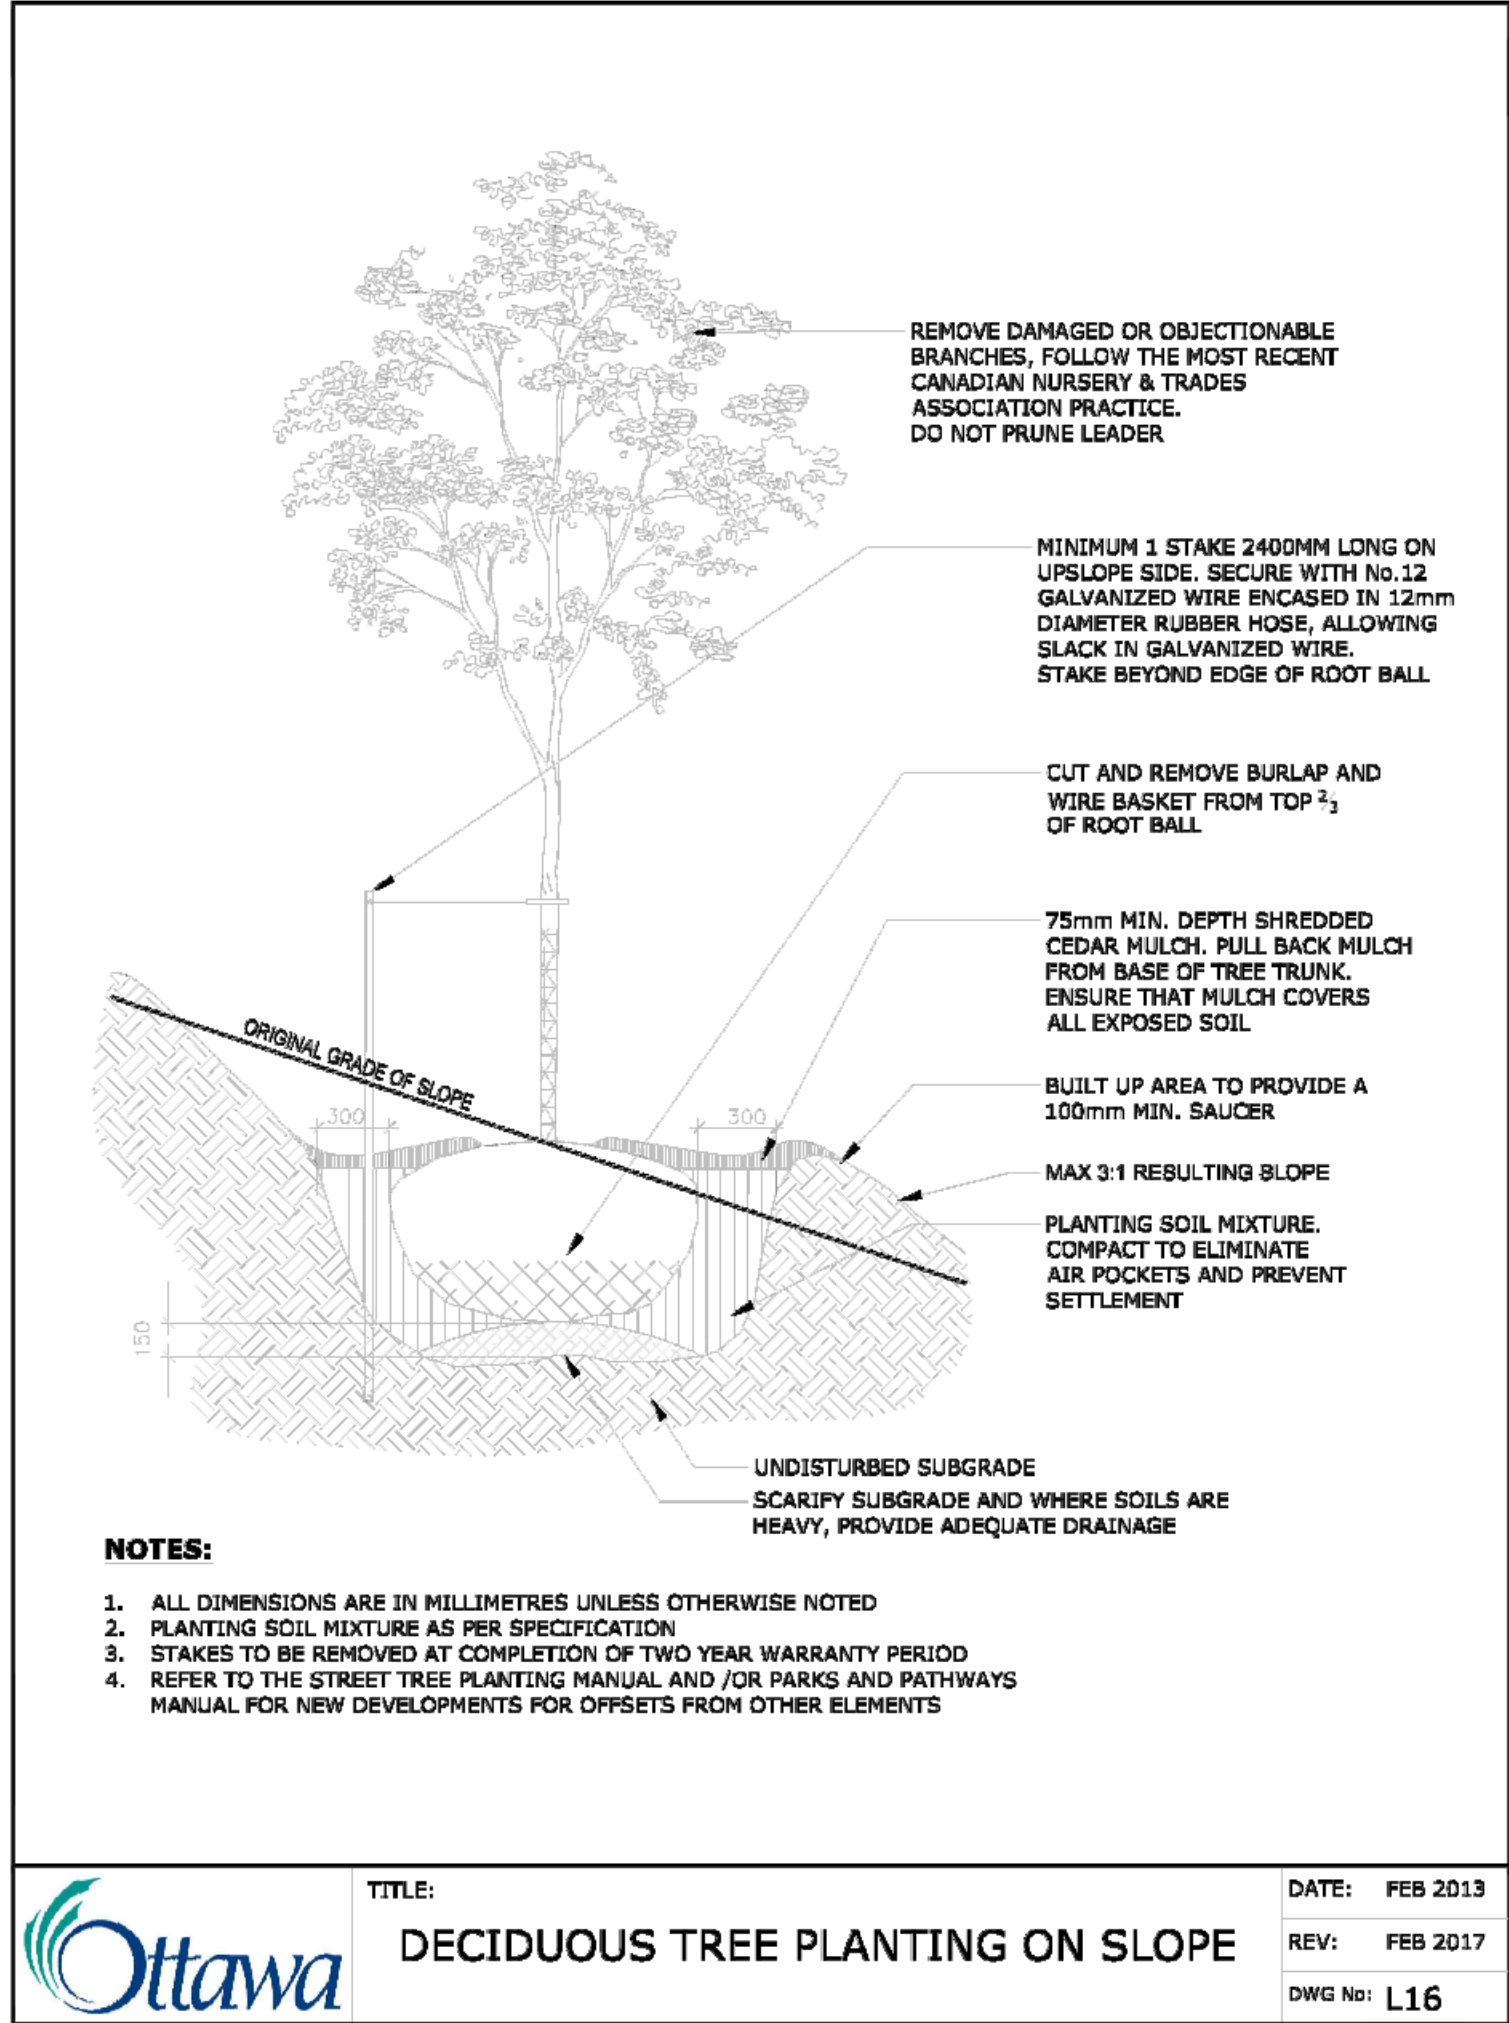 REMOVE DAMAGED OR OBJECTIONABLE
BRANCHES, FOLLOW THE MOST RECENT
CANADIAN NURSERY & TRADES
ASSOCIATION PRACTICE.
DO NOT PRUNE LEADER
MINIMUM 1 STAKE 2400MM LONG ON
UPSLOPE SIDE. SECURE WITH No.12
GALVANIZED WIRE ENCASED IN 12mm
DIAMETER RUBBER HOSE, ALLOWING
SLACK IN GALVANIZED WIRE.
STAKE BEYOND EDGE OF ROOT BALL
CUT AND REMOVE BURLAP AND
WIRE BASKET FROM TOP 2/3
OF ROOT BALL
75mm MIN. DEPTH SHREDDED
CEDAR MULCH. PULL BACK MULCH
FROM BASE OF TREE TRUNK.
ENSURE THAT MULCH COVERS
ALL EXPOSED SOIL
ORIGINAL GRADE OF SLOPE
300
300
BUILT UP AREA TO PROVIDE A
100mm MIN. SAUCER
MAX 3:1 RESULTING SLOPE
PLANTING SOIL MIXTURE.
COMPACT TO ELIMINATE
AIR POCKETS AND PREVENT
SETTLEMENT
150
UNDISTURBED SUBGRADE
SCARIFY SUBGRADE AND WHERE SOILS ARE
HEAVY, PROVIDE ADEQUATE DRAINAGE
NOTES:
1. ALL DIMENSIONS ARE IN MILLIMETRES UNLESS OTHERWISE NOTED
2. PLANTING SOIL MIXTURE AS PER SPECIFICATION
3. STAKES TO BE REMOVED AT COMPLETION OF TWO YEAR WARRANTY PERIOD
4. REFER TO THE STREET TREE PLANTING MANUAL AND /OR PARKS AND PATHWAYS
MANUAL FOR NEW DEVELOPMENTS FOR OFFSETS FROM OTHER ELEMENTS
Ottawa
TITLE:
DECIDUOUS TREE PLANTING ON SLOPE
DATE: FEB 2013
REV: FEB 2017
DWG No: L16